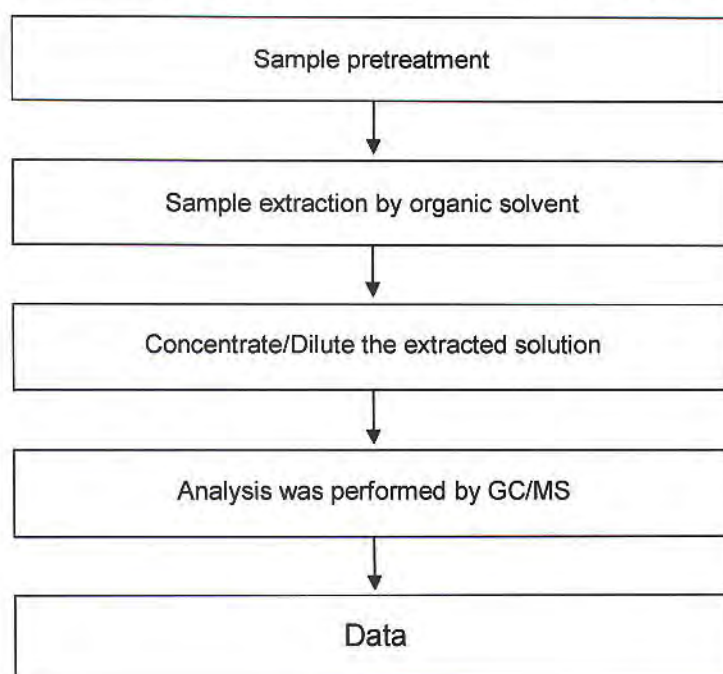 Sample pretreatment
Sample extraction by organic solvent
Concentrate/Dilute the extracted solution
Analysis was performed by GC/MS
Data